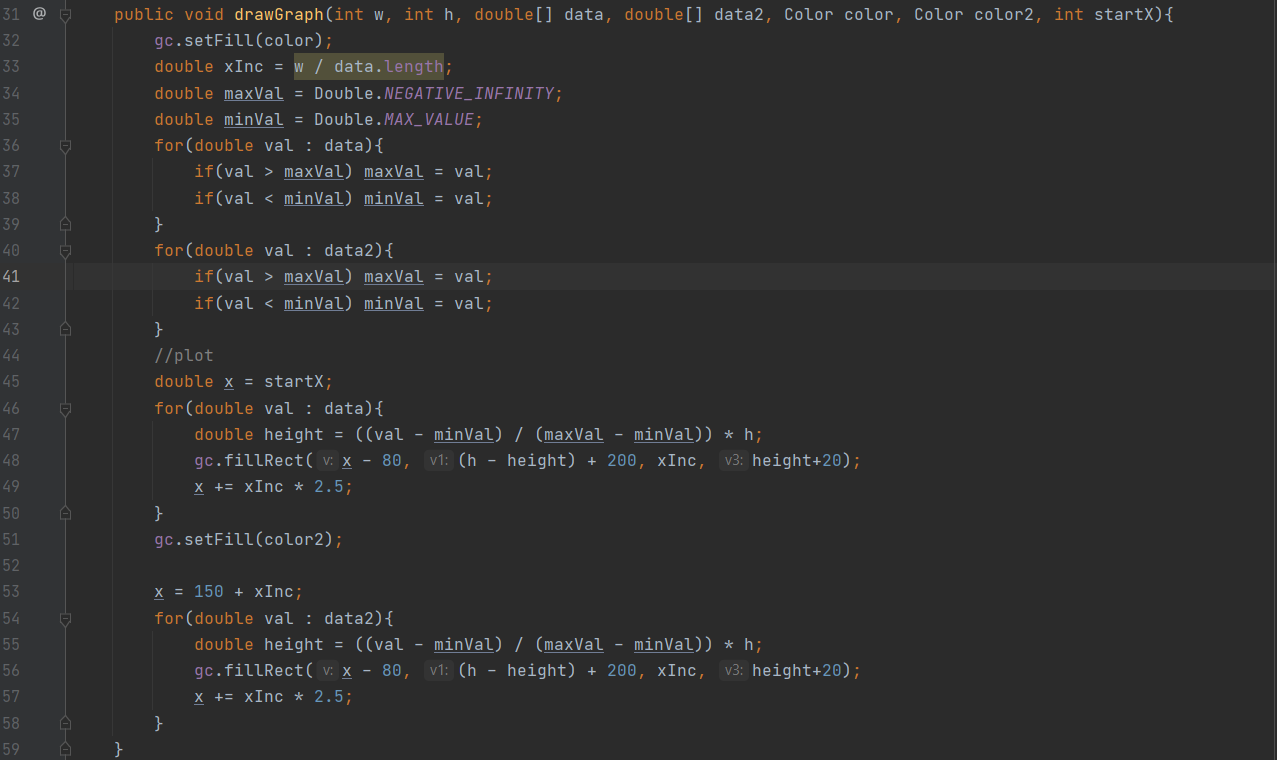 31 @ public void drawGraph(int w, int h, double[] data, double[] data2, Color color, Color color2, int startX){
32 gc.setFill(color);
33 double xInc = w / data.length;
34 double maxVal = Double.NEGATIVE_INFINITY;
35 double minVal = Double.MAX_VALUE;
36 for(double val : data){
37 if(val > maxVal) maxVal = val;
38 if(val < minVal) minVal = val;
39 }
40 for(double val : data2){
41 if(val > maxVal) maxVal = val;
42 if(val < minVal) minVal = val;
43 }
44 //plot
45 double x = startX;
46 for(double val : data){
47 double height = ((val - minVal) / (maxVal - minVal)) * h;
48 gc.fillRect( v: x - 80, v1: (h - height) + 200, xInc, v3: height+20);
49 x += xInc * 2.5;
50 }
51 gc.setFill(color2);
52
53 x = 150 + xInc;
54 for(double val : data2){
55 double height = ((val - minVal) / (maxVal - minVal)) * h;
56 gc.fillRect( v: x - 80, v1: (h - height) + 200, xInc, v3: height+20);
57 x += xInc * 2.5;
58 }
59 }